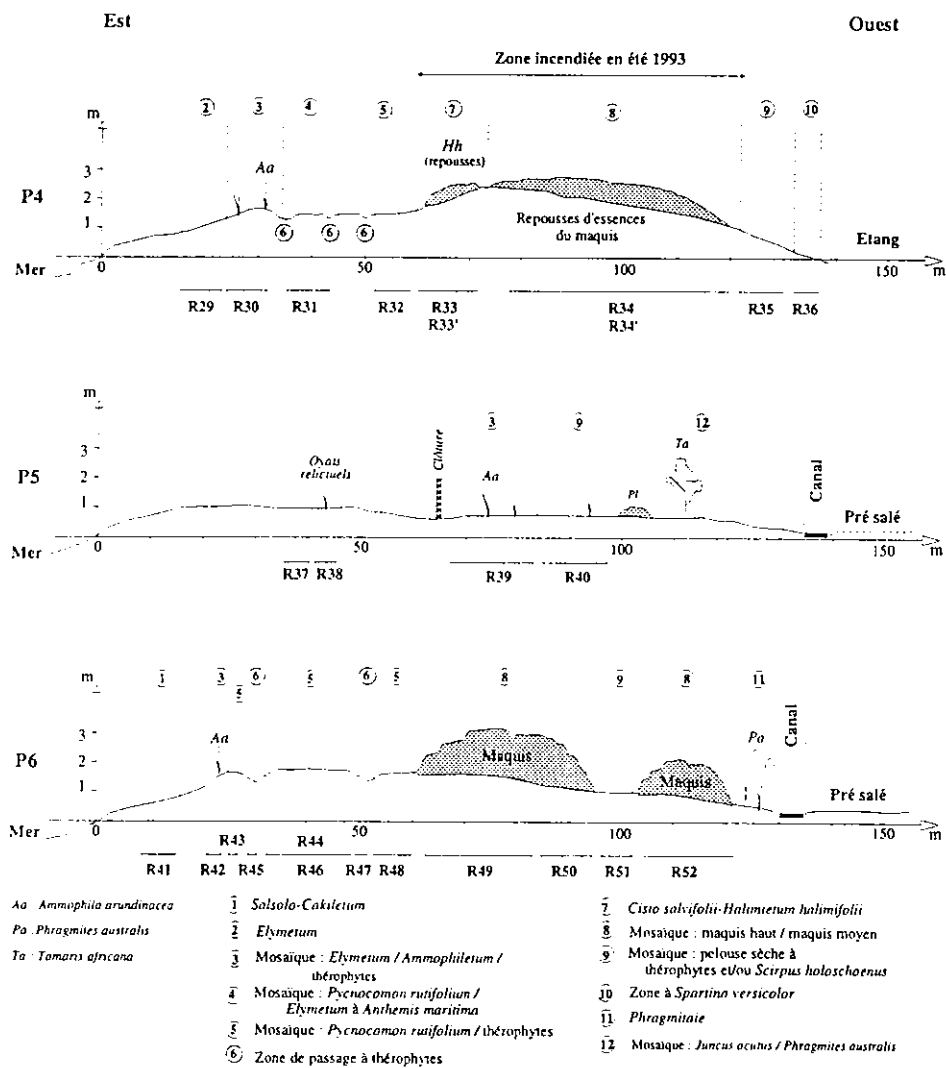 Est
Ouest
Zone incendiée en été 1993
2 3 4 5 7 8 9 10
m
Hh
(repousses)
Aa
3
2
1
P4
6 6 6
Repousses d'essences
du maquis
Etang
Mer
0 50 100 150 m
R29 R30 R31 R32 R33 R34 R35 R36
R33' R34'
m
3 9 12
3
2
1
P5
Oyats
relictuels
Clôture
Aa
Pl
Ta
Canal
Pré salé
Mer
0 50 100 150 m
R37 R38 R39 R40
1 3 6 5 6 5 8 9 8 11
5
m
3
2
1
P6
Aa
Maquis
Maquis
Pa
Canal
Pré salé
Mer
0 50 100 150 m
R43 R44
R41 R42 R45 R46 R47 R48 R49 R50 R51 R52
Aa : Ammophila arundinacea
Pa : Phragmites australis
Ta : Tamaris africana
1 Salsolo-Cakiletum
2 Elymetum
3 Mosaïque : Elymetum / Ammophiletum /
thérophytes
4 Mosaïque : Pycnocomon rutifolium /
Elymetum à Anthemis maritima
5 Mosaïque : Pycnocomon rutifolium / thérophytes
6 Zone de passage à thérophytes
7 Cisto salvifolii-Halimietum halimifolii
8 Mosaïque : maquis haut / maquis moyen
9 Mosaïque : pelouse sèche à
thérophytes et/ou Scirpus holoschoenus
10 Zone à Spartina versicolor
11 Phragmitaie
12 Mosaïque : Juncus acutus / Phragmites australis